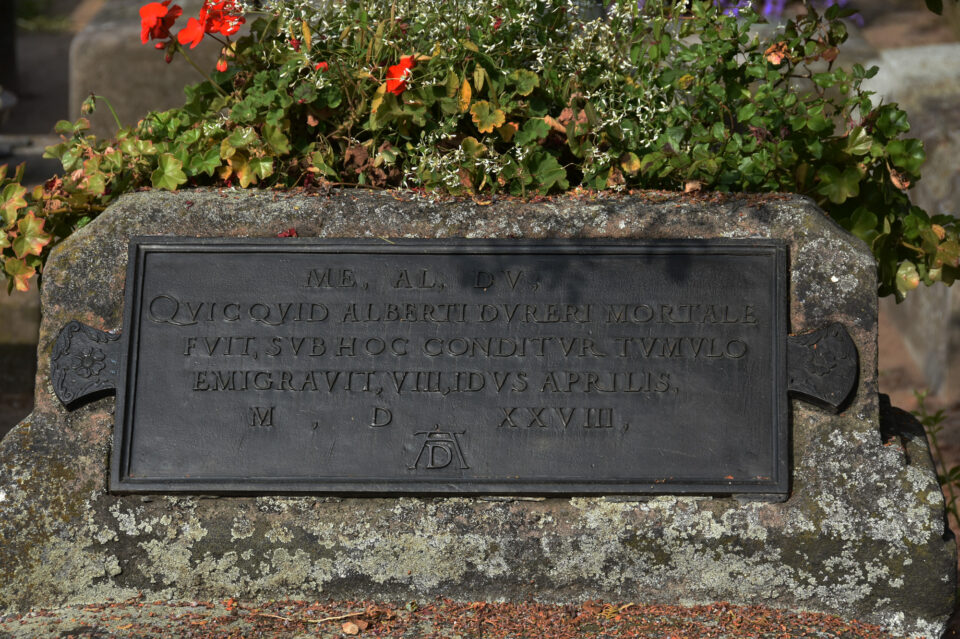 ME, AL, DV,
QVICQVID ALBERTI DVRERI MORTALE
FVIT, SVB HOC CONDITVR TVMVLO
EMIGRAVIT, VIII, IDVS APRILIS,
M , D XXVIII,
AD